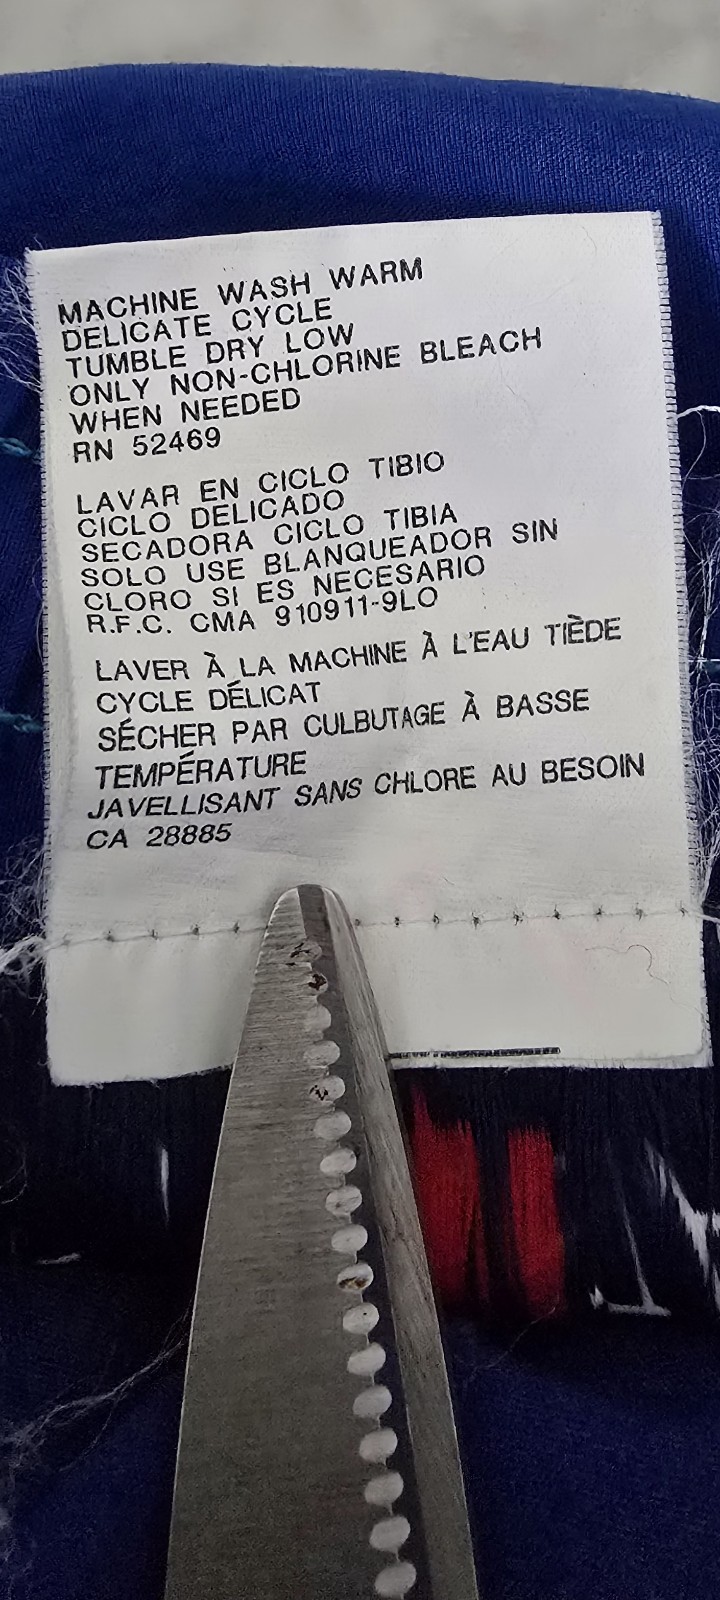 MACHINE WASH WARM
DELICATE CYCLE
TUMBLE DRY LOW
ONLY NON-CHLORINE BLEACH
WHEN NEEDED
RN 52469
LAVAR EN CICLO TIBIO
CICLO DELICADO
SECADORA CICLO TIBIA
SOLO USE BLANQUEADOR SIN
CLORO SI ES NECESARIO
R.F.C. CMA 910911-9LO
LAVER À LA MACHINE À L'EAU TIÈDE
CYCLE DÉLICAT
SÉCHER PAR CULBUTAGE À BASSE
TEMPÉRATURE
JAVELLISANT SANS CHLORE AU BESOIN
CA 28885